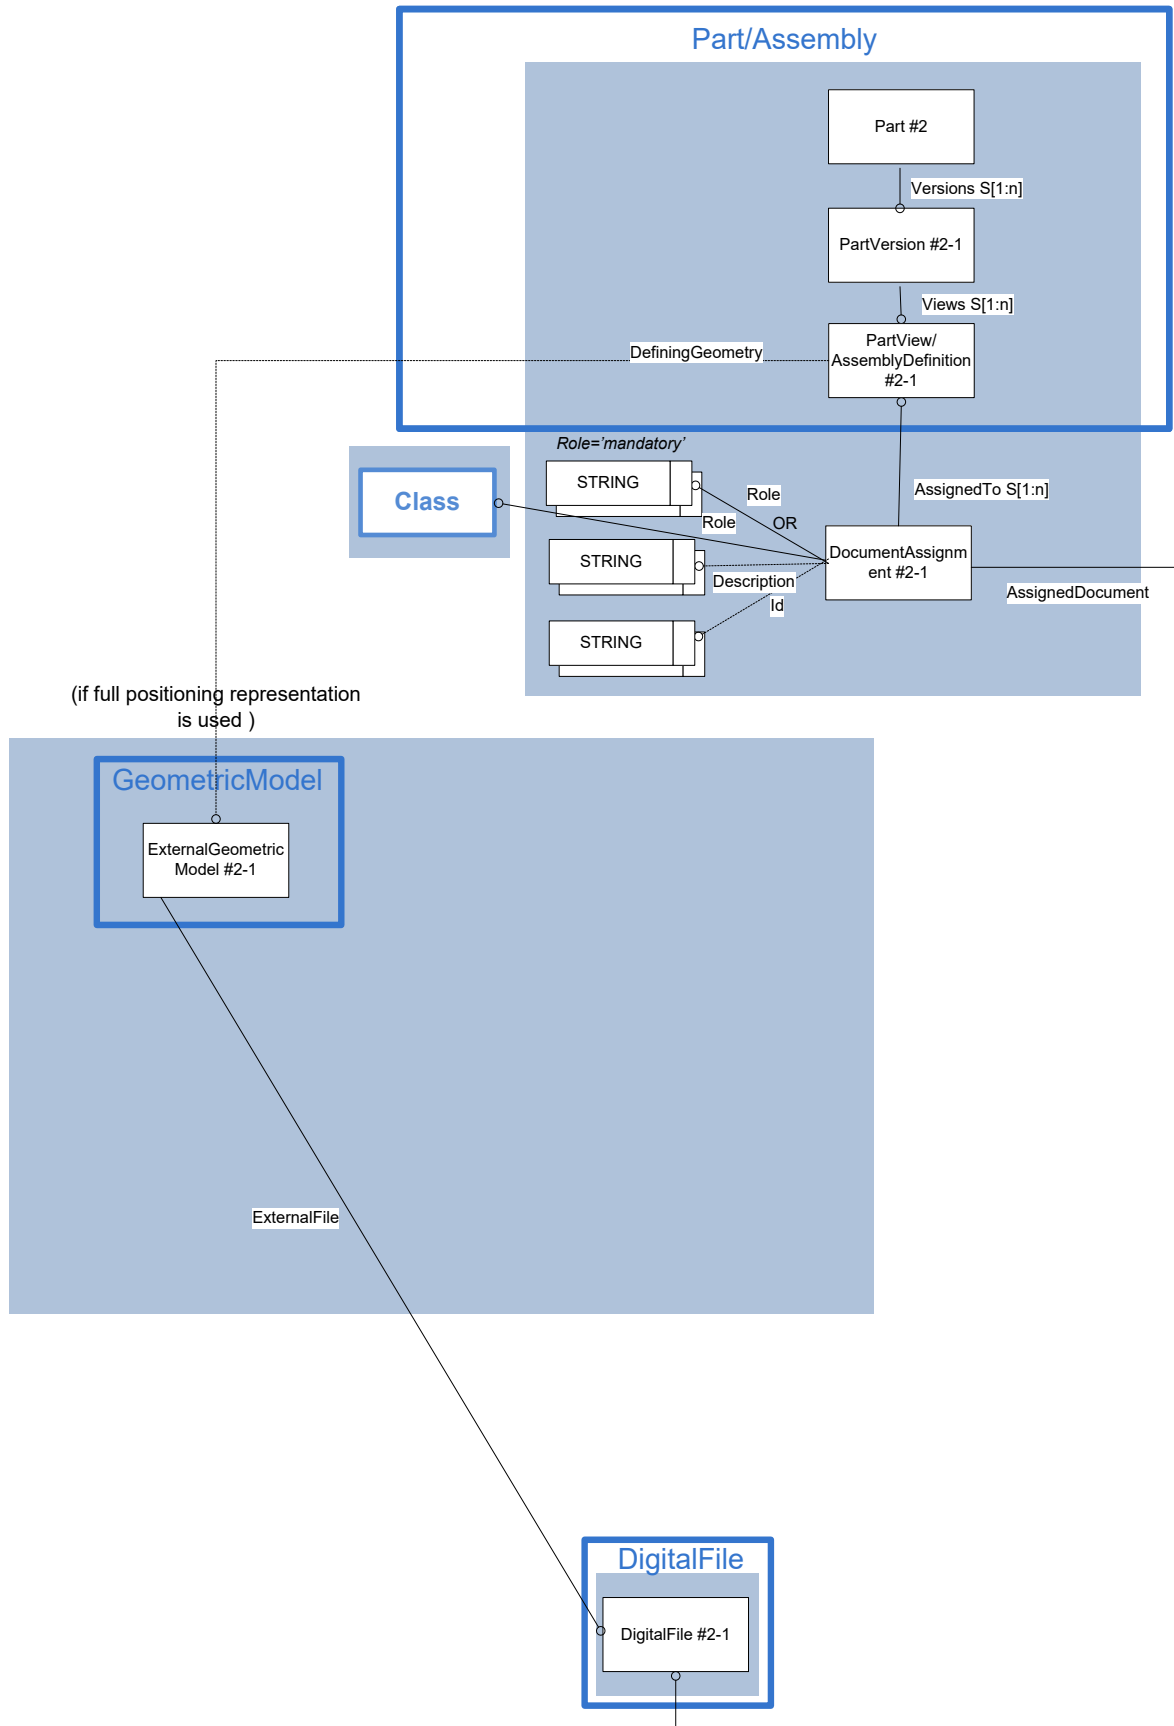 Part/Assembly
Part #2
Versions S[1:n]
PartVersion #2-1
Views S[1:n]
PartView/
AssemblyDefinition
#2-1
DefiningGeometry
Role='mandatory'
STRING
Class
Role
Role
OR
AssignedTo S[1:n]
STRING
Description
Id
DocumentAssignm
ent #2-1
AssignedDocument
STRING
(if full positioning representation
is used )
GeometricModel
ExternalGeometric
Model #2-1
ExternalFile
DigitalFile
DigitalFile #2-1